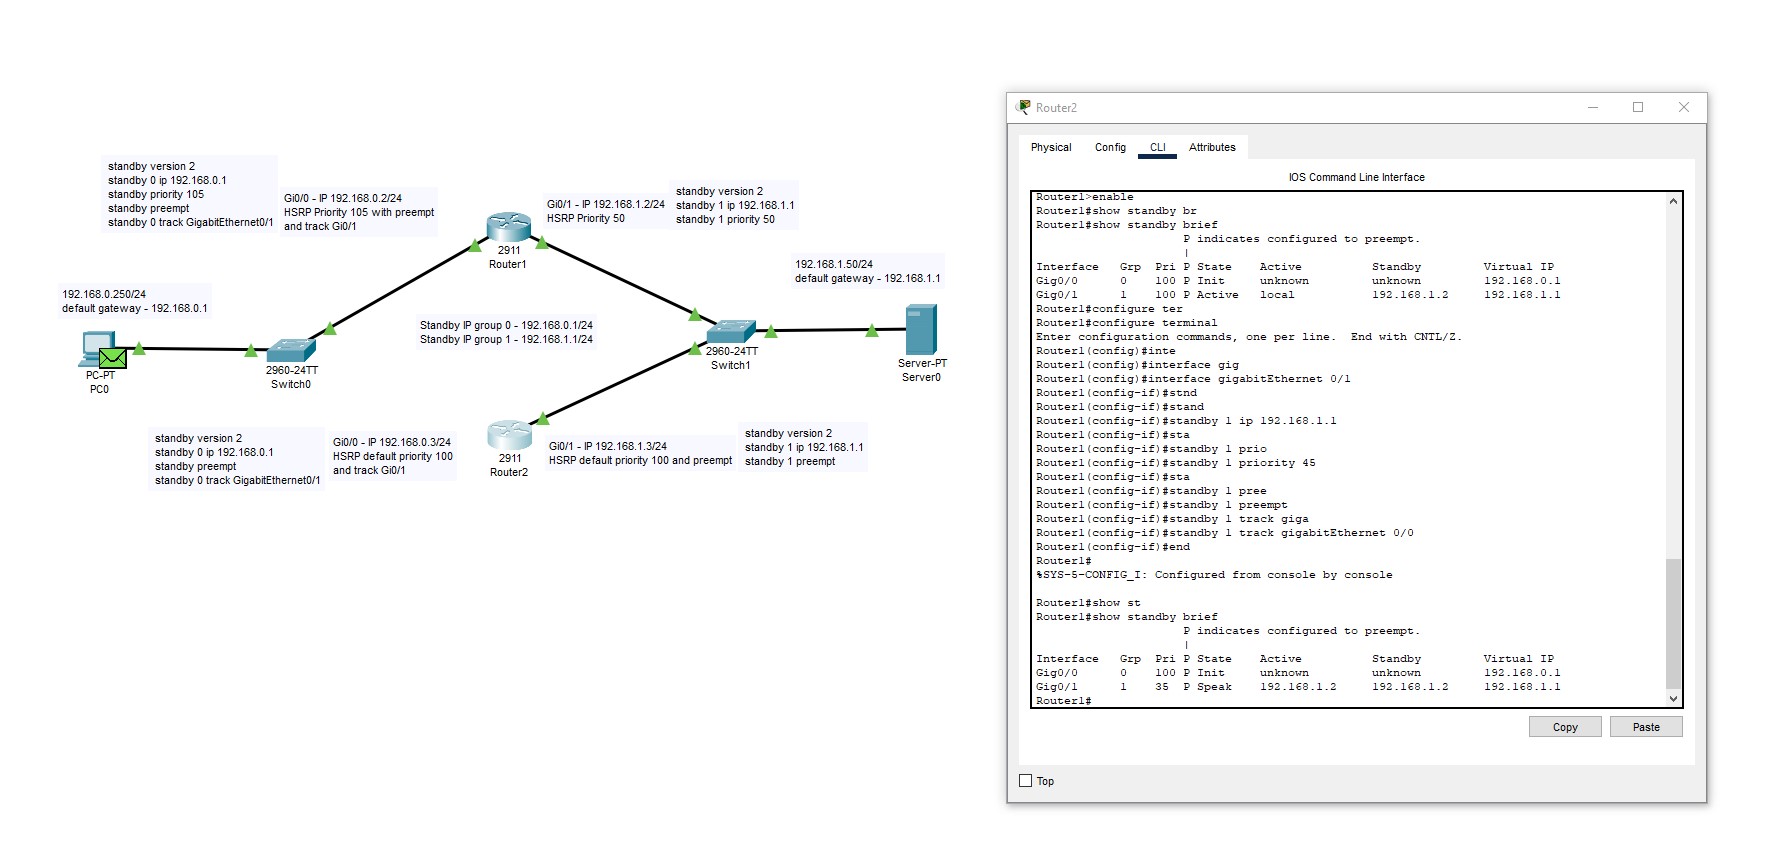 standby version 2
standby 0 ip 192.168.0.1
standby priority 105
standby preempt
standby 0 track GigabitEthernet0/1
Gi0/0 - IP 192.168.0.2/24
HSRP Priority 105 with preempt
and track Gi0/1
Gi0/1 - IP 192.168.1.2/24
HSRP Priority 50
standby version 2
standby 1 ip 192.168.1.1
standby 1 priority 50
2911
Router1
192.168.1.50/24
default gateway - 192.168.1.1
192.168.0.250/24
default gateway - 192.168.0.1
Standby IP group 0 - 192.168.0.1/24
Standby IP group 1 - 192.168.1.1/24
PC-PT
PC0
2960-24TT
Switch0
2960-24TT
Switch1
Server-PT
Server0
standby version 2
standby 0 ip 192.168.0.1
standby preempt
standby 0 track GigabitEthernet0/1
Gi0/0 - IP 192.168.0.3/24
HSRP default priority 100
and track Gi0/1
2911
Router2
Gi0/1 - IP 192.168.1.3/24
HSRP default priority 100 and preempt
standby version 2
standby 1 ip 192.168.1.1
standby 1 preempt
Router2
Physical Config CLI Attributes
IOS Command Line Interface
Router1>enable
Router1#show standby br
Router1#show standby brief
P indicates configured to preempt.
|
Interface Grp Pri P State Active Standby Virtual IP
Gig0/0 0 100 P Init unknown unknown 192.168.0.1
Gig0/1 1 100 P Active local 192.168.1.2 192.168.1.1
Router1#configure ter
Router1#configure terminal
Enter configuration commands, one per line. End with CNTL/Z.
Router1(config)#inte
Router1(config)#interface gig
Router1(config)#interface gigabitEthernet 0/1
Router1(config-if)#stnd
Router1(config-if)#stand
Router1(config-if)#standby 1 ip 192.168.1.1
Router1(config-if)#sta
Router1(config-if)#standby 1 prio
Router1(config-if)#standby 1 priority 45
Router1(config-if)#sta
Router1(config-if)#standby 1 pree
Router1(config-if)#standby 1 preempt
Router1(config-if)#standby 1 track giga
Router1(config-if)#standby 1 track gigabitEthernet 0/0
Router1(config-if)#end
Router1#
%SYS-5-CONFIG_I: Configured from console by console
Router1#show st
Router1#show standby brief
P indicates configured to preempt.
|
Interface Grp Pri P State Active Standby Virtual IP
Gig0/0 0 100 P Init unknown unknown 192.168.0.1
Gig0/1 1 35 P Speak 192.168.1.2 192.168.1.2 192.168.1.1
Router1#
Copy Paste
Top